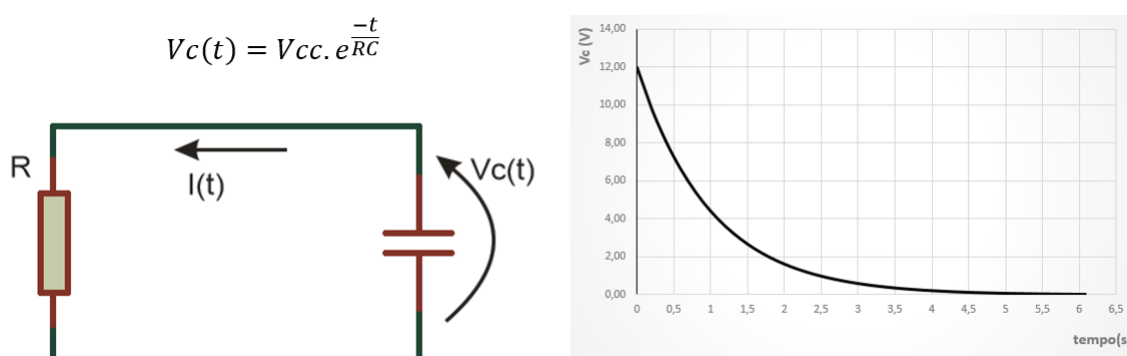 Vc(t) = Vcc. e^(-t/RC)
R
I(t)
Vc(t)
Vc (V)
14,00
12,00
10,00
8,00
6,00
4,00
2,00
0,00
0 0,5 1 1,5 2 2,5 3 3,5 4 4,5 5 5,5 6 6,5
tempo(s